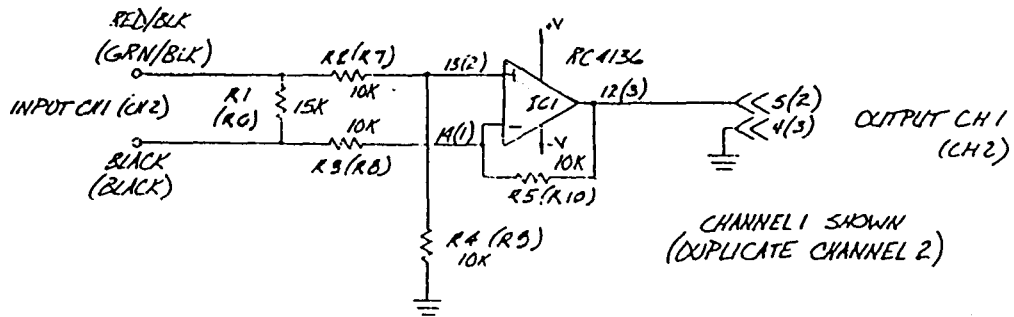 RED/BLK
(GRN/BLK)
R2(R7)
10K
13(2)
+V
RC4136
12(3)
INPUT CH1 (CH2)
R1
(R6)
15K
+
IC1
5(2)
4(3)
OUTPUT CH1
(CH2)
10K
14(1)
-
-V
BLACK
(BLACK)
R3(R8)
10K
R5(R10)
R4 (R9)
10K
CHANNEL 1 SHOWN
(DUPLICATE CHANNEL 2)